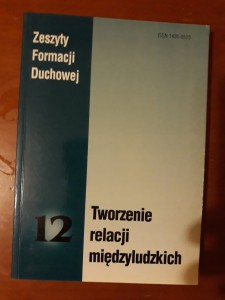 Zeszyty
Formacji
Duchowej
12
Tworzenie
relacji
międzyludzkich